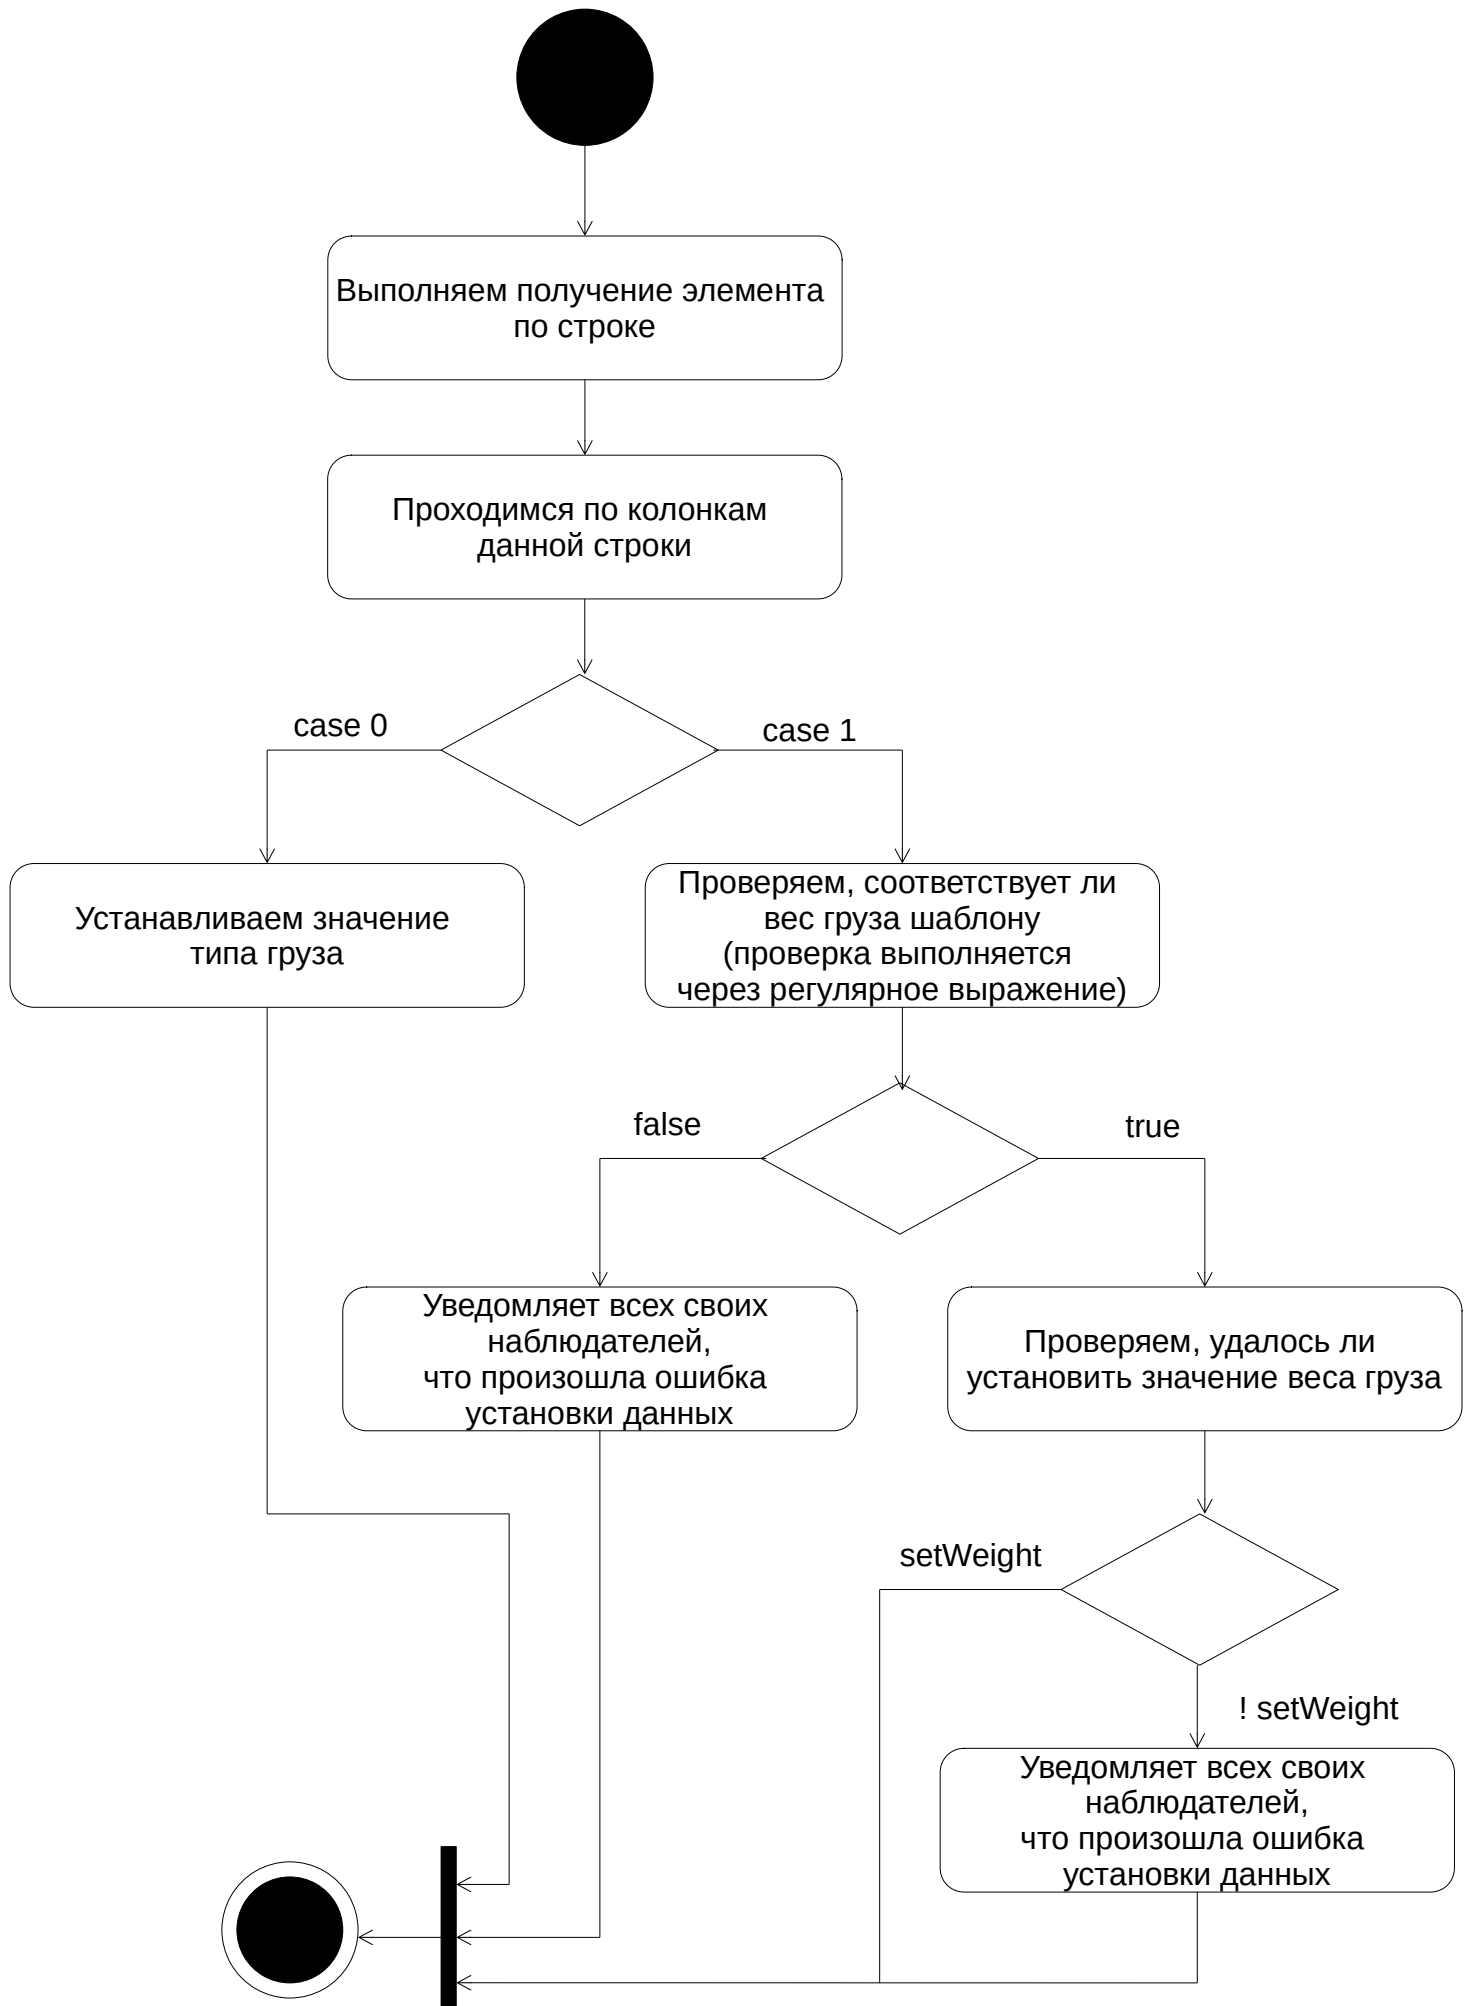 Выполняем получение элемента
по строке
Проходимся по колонкам
данной строки
case 0
case 1
Устанавливаем значение
типа груза
Проверяем, соответствует ли
вес груза шаблону
(проверка выполняется
через регулярное выражение)
false
true
Уведомляет всех своих
наблюдателей,
что произошла ошибка
установки данных
Проверяем, удалось ли
установить значение веса груза
setWeight
! setWeight
Уведомляет всех своих
наблюдателей,
что произошла ошибка
установки данных